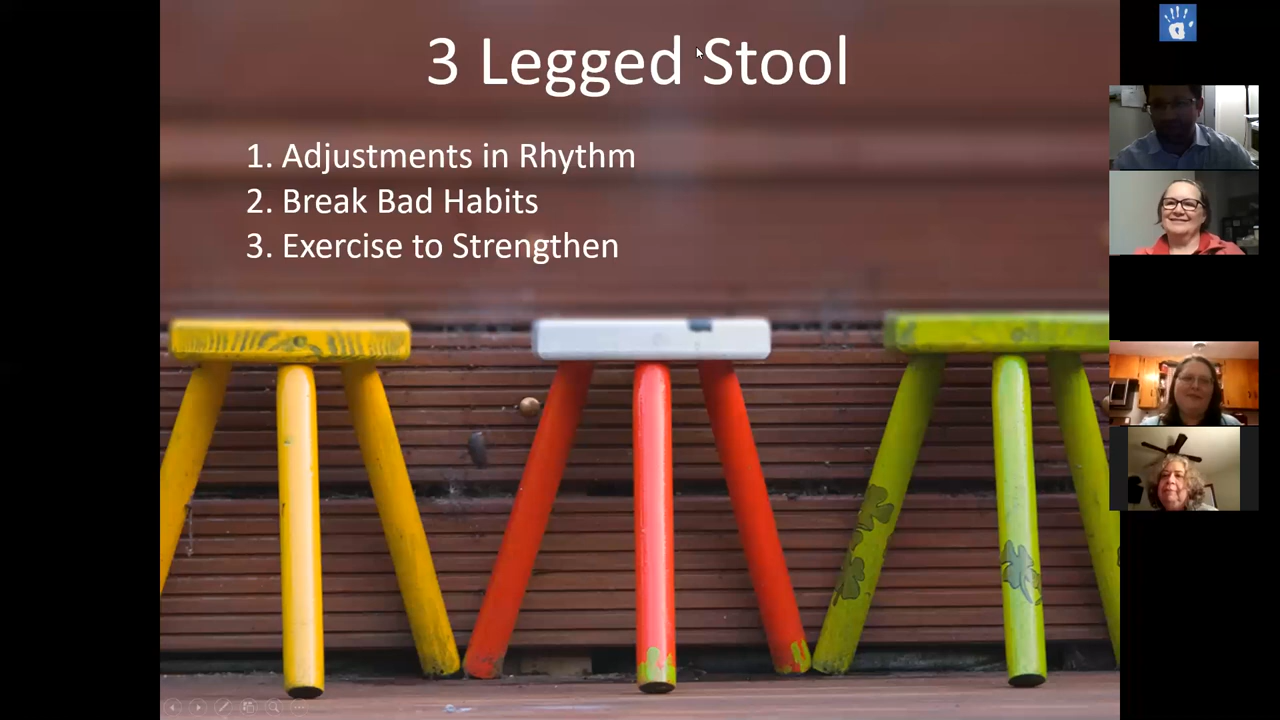 3 Legged Stool
1. Adjustments in Rhythm
2. Break Bad Habits
3. Exercise to Strengthen